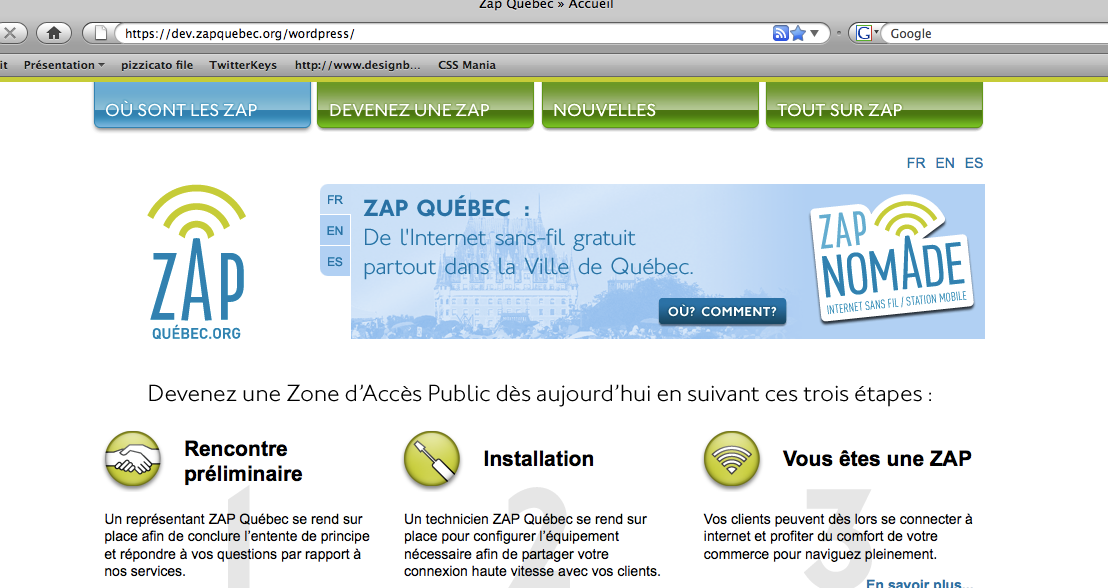 Zap Québec » Accueil
https://dev.zapquebec.org/wordpress/
G
Google
it Présentation pizzicato file TwitterKeys http://www.designb... CSS Mania
OÙ SONT LES ZAP DEVENEZ UNE ZAP NOUVELLES TOUT SUR ZAP
FR EN ES
ZAP
QUÉBEC.ORG
FR
EN
ES
ZAP QUÉBEC :
De l'Internet sans-fil gratuit
partout dans la Ville de Québec.
OÙ? COMMENT?
ZAP
NOMADE
INTERNET SANS FIL / STATION MOBILE
Devenez une Zone d'Accès Public dès aujourd'hui en suivant ces trois étapes :
1
Rencontre
préliminaire
Un représentant ZAP Québec se rend sur
place afin de conclure l'entente de principe
et répondre à vos questions par rapport à
nos services.
2
Installation
Un technicien ZAP Québec se rend sur
place pour configurer l'équipement
nécessaire afin de partager votre
connexion haute vitesse avec vos clients.
3
Vous êtes une ZAP
Vos clients peuvent dès lors se connecter à
internet et profiter du comfort de votre
commerce pour naviguez pleinement.
En savoir plus...